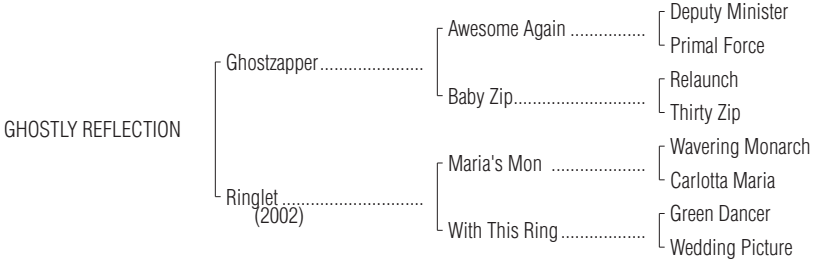 Deputy Minister
Awesome Again ................
Primal Force
Ghostzapper......................
Relaunch
Baby Zip............................
Thirty Zip
GHOSTLY REFLECTION
Wavering Monarch
Maria's Mon ....................
Carlotta Maria
Ringlet ..............................
(2002)
Green Dancer
With This Ring..................
Wedding Picture